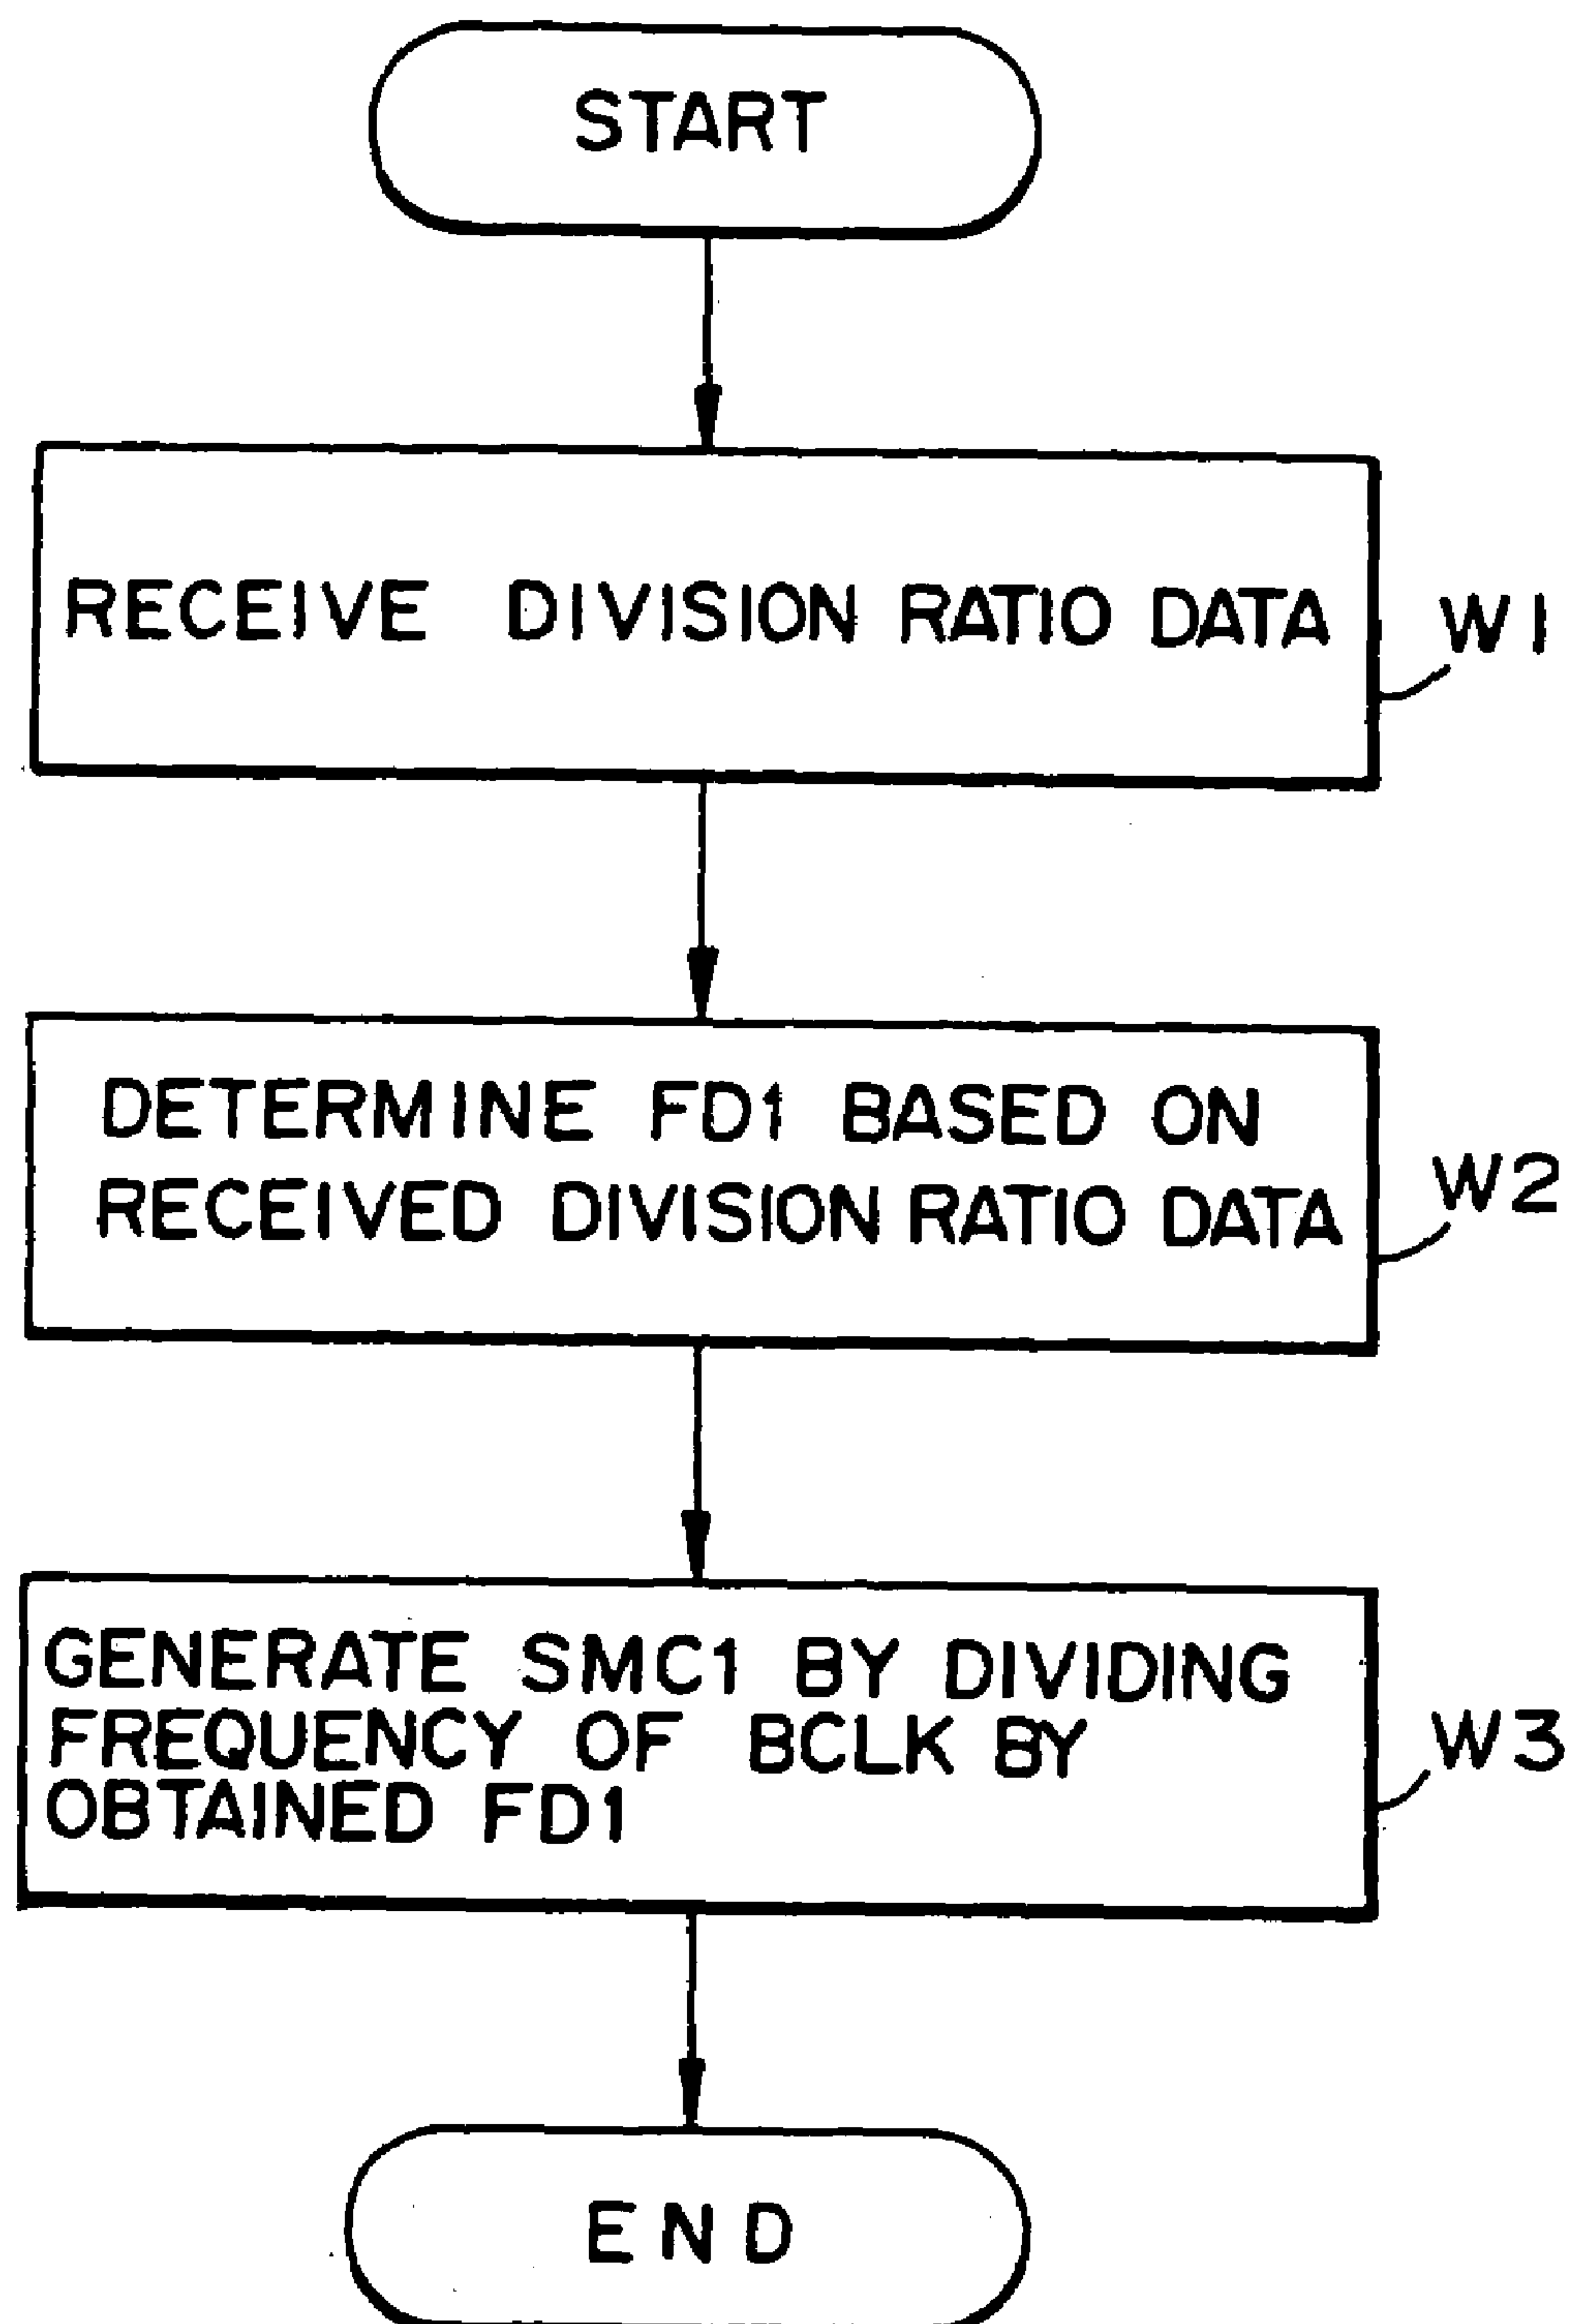 START
RECEIVE DIVISION RATIO DATA
W1
DETERMINE FD1 BASED ON
RECEIVED DIVISION RATIO DATA
W2
GENERATE SMC1 BY DIVIDING
FREQUENCY OF BCLK BY
OBTAINED FD1
W3
END